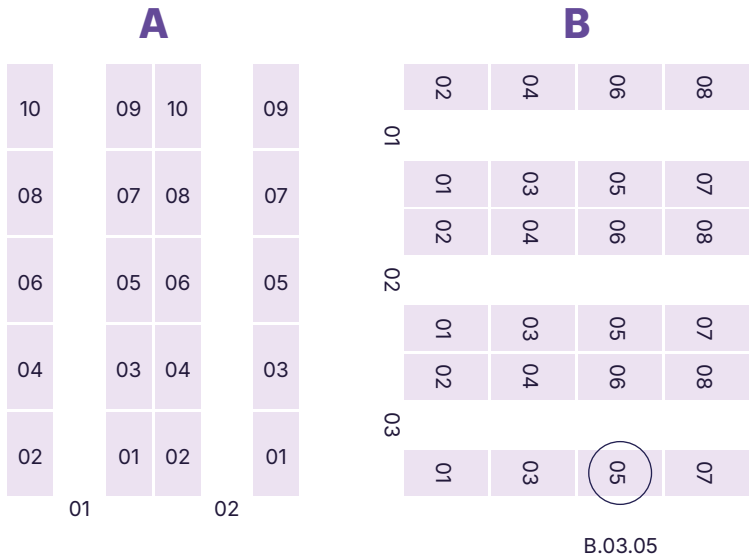 A
10 09 10 09
08 07 08 07
06 05 06 05
04 03 04 03
02 01 02 01
01 02
B
02 04 06 08
01
01 03 05 07
02 04 06 08
02
01 03 05 07
02 04 06 08
03
01 03 05 07
B.03.05